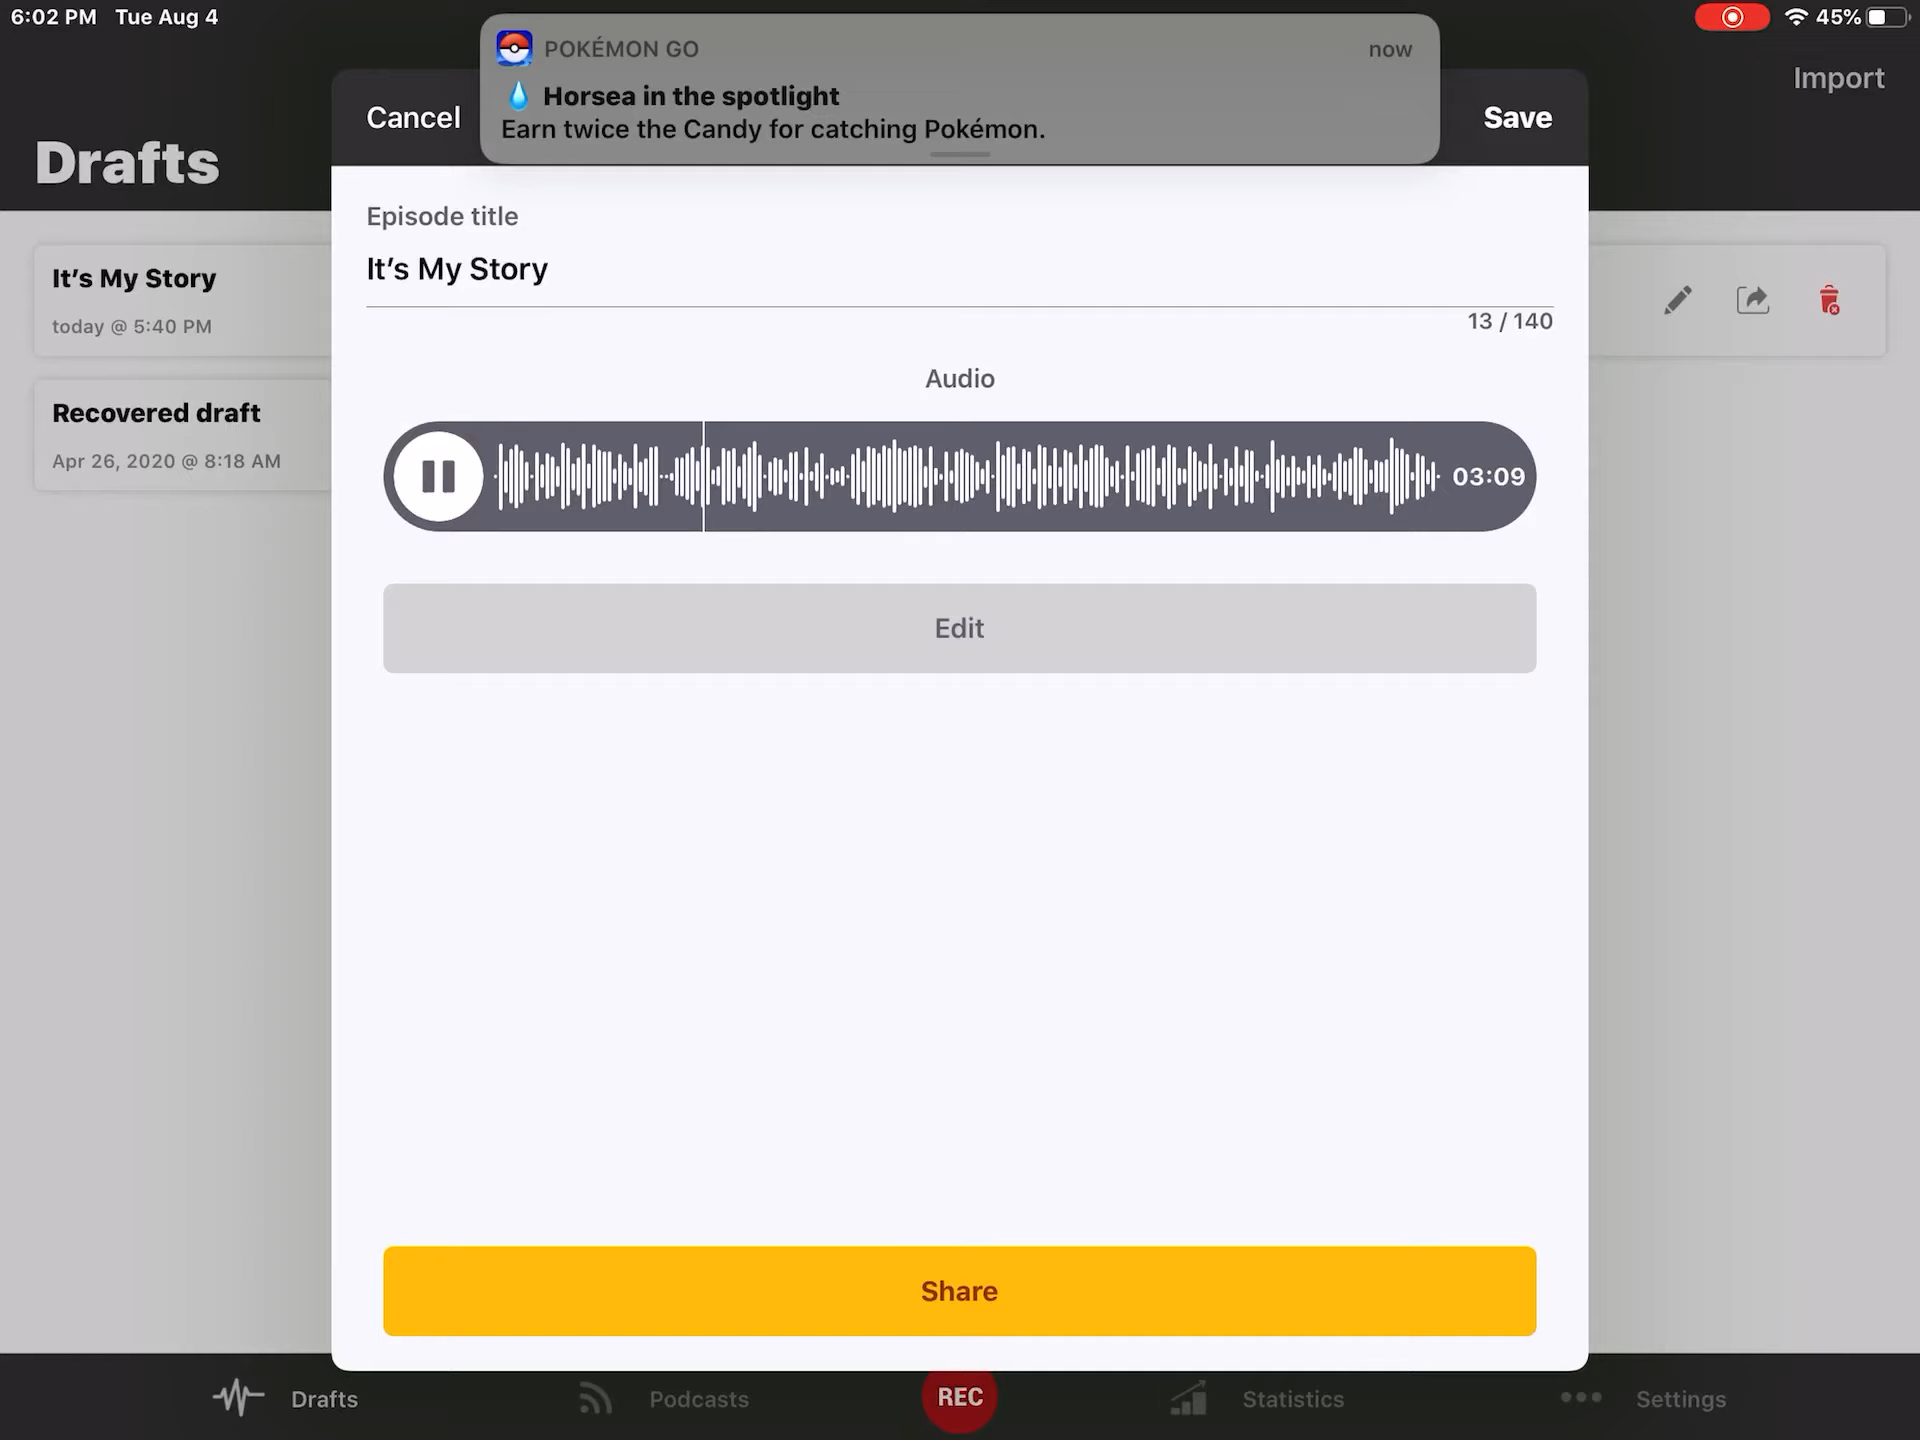 6:02 PM Tue Aug 4
45%
POKÉMON GO
now
Horsea in the spotlight
Earn twice the Candy for catching Pokémon.
Import
Cancel
Save
Drafts
Episode title
It’s My Story
13 / 140
It’s My Story
today @ 5:40 PM
Recovered draft
Apr 26, 2020 @ 8:18 AM
Audio
03:09
Edit
Share
Drafts
Podcasts
REC
Statistics
Settings